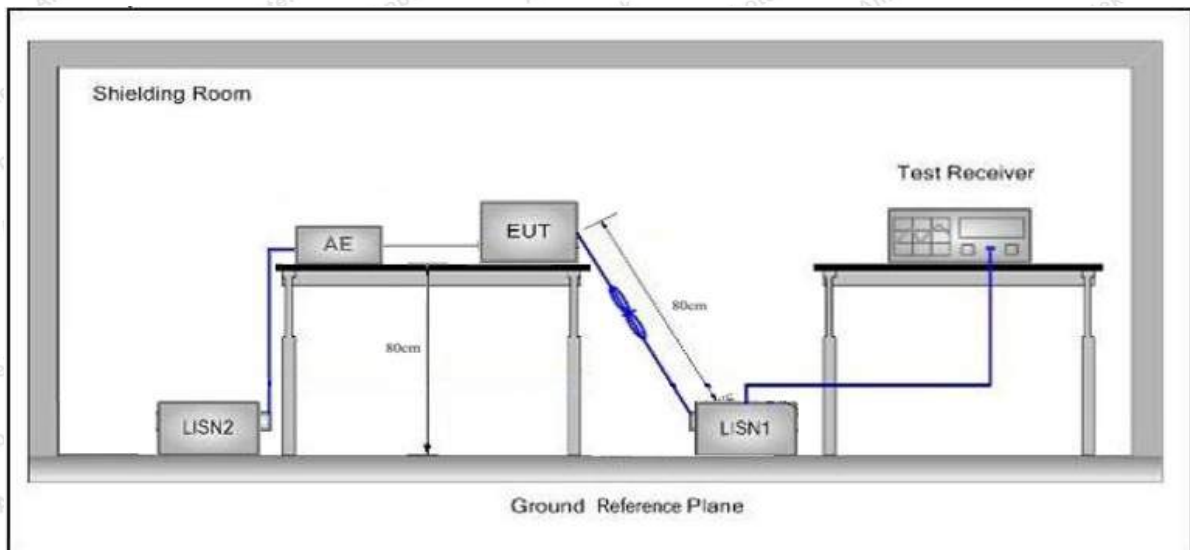 Shielding Room
Test Receiver
AE
EUT
80cm
80cm
LISN2
LISN1
Ground Reference Plane